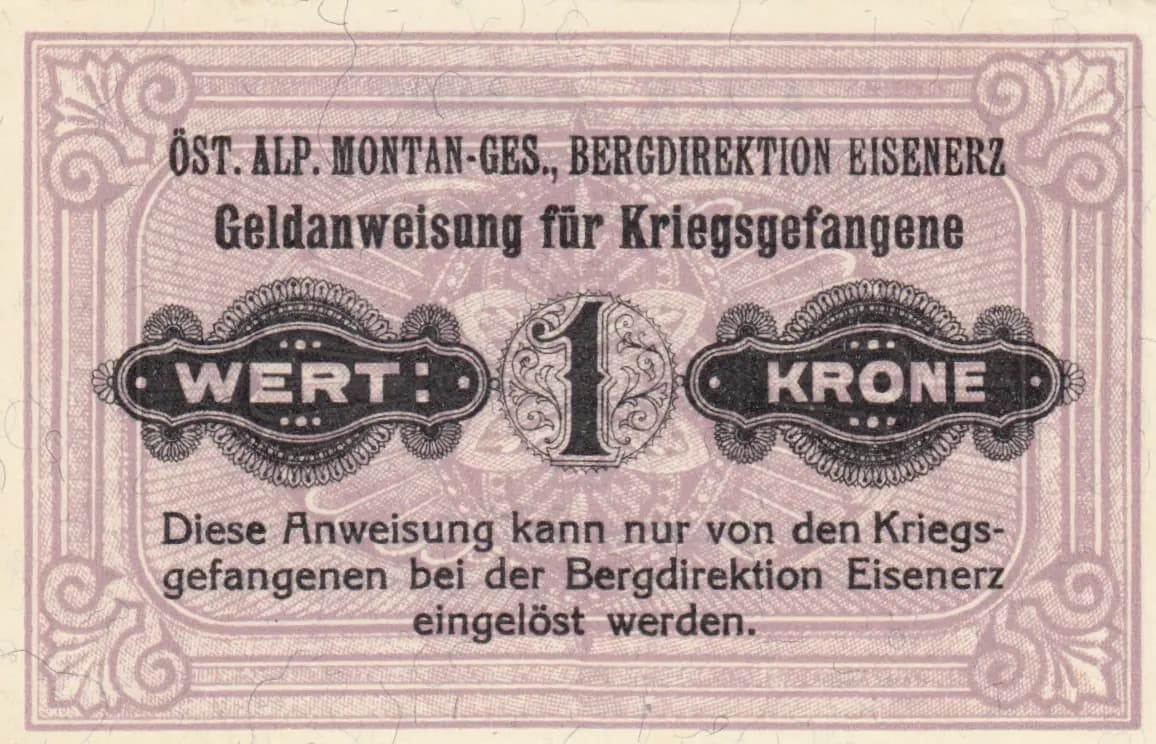 ÖST. ALP. MONTAN-GES., BERGDIREKTION EISENERZ
Geldanweisung für Kriegsgefangene
WERT: 1 KRONE
Diese Anweisung kann nur von den Kriegs-
gefangenen bei der Bergdirektion Eisenerz
eingelöst werden.